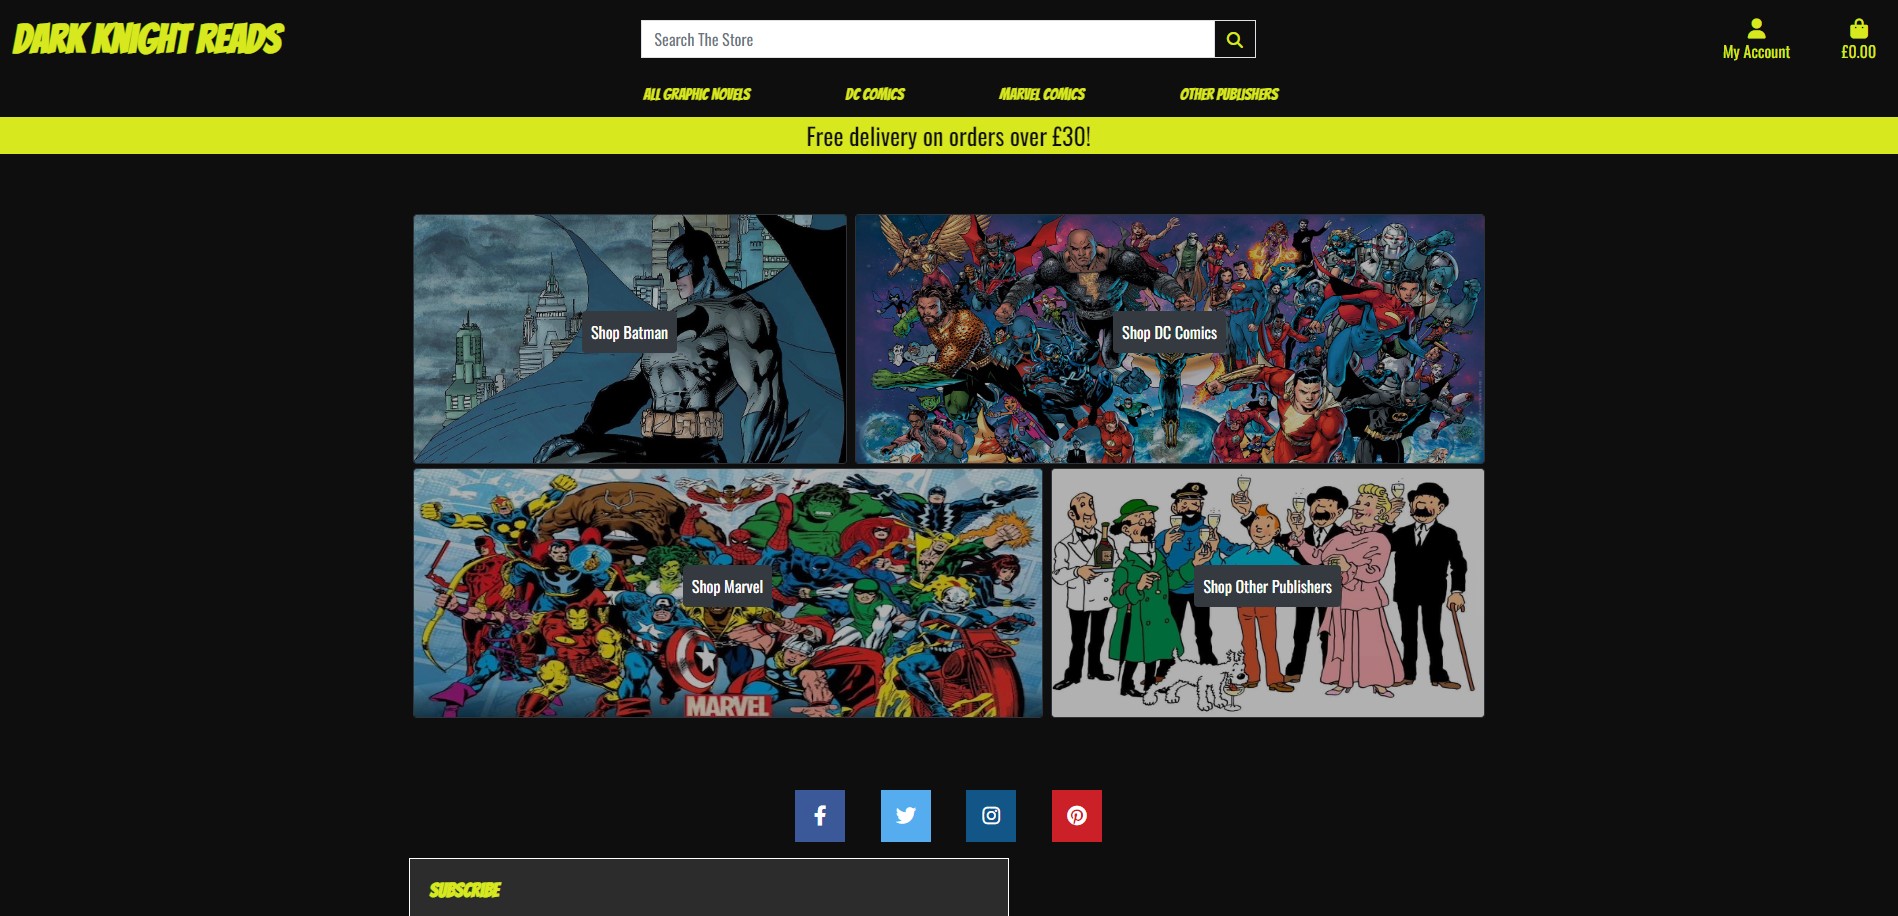 DARK KNIGHT READS
Search The Store
My Account
£0.00
ALL GRAPHIC NOVELS
DC COMICS
MARVEL COMICS
OTHER PUBLISHERS
Free delivery on orders over £30!
Shop Batman
Shop DC Comics
Shop Marvel
Shop Other Publishers
MARVEL
SUBSCRIBE